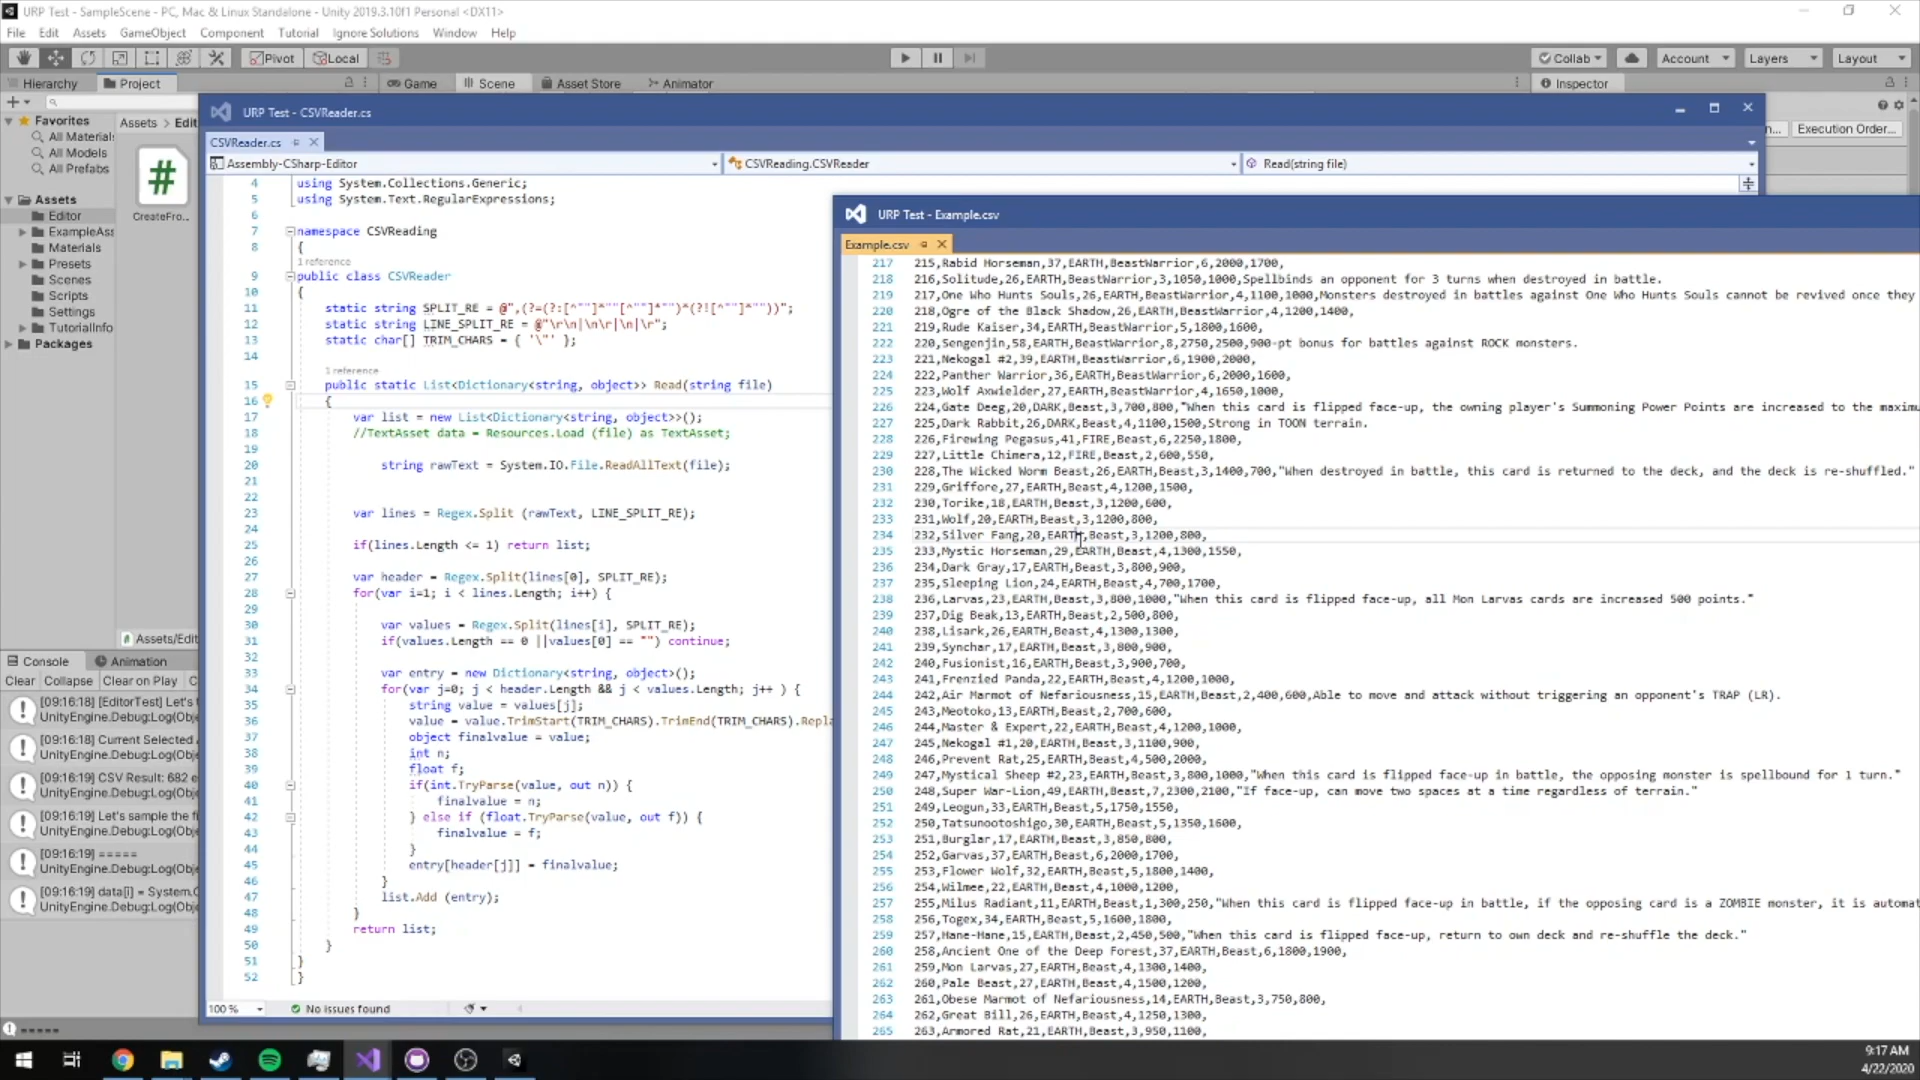 URP Test - SampleScene - PC, Mac & Linux Standalone - Unity 2019.3.10f1 Personal <DX11>
File Edit Assets GameObject Component Tutorial Ignore Solutions Window Help
Pivot Local Collab Account Layers Layout
Hierarchy Project Game Scene Asset Store Animator Inspector
Favorites
All Material
All Models
All Prefabs
Assets
Editor
ExampleAss
Materials
Presets
Scenes
Scripts
Settings
TutorialInfo
Packages
Assets > Edit
#
CreateFro...
Assets/Edit
Execution Order...
Console Animation
Clear Collapse Clear on Play
[09:16:18] [EditorTest] Let's
UnityEngine.Debug:Log(Obje
[09:16:18] Current Selected
UnityEngine.Debug:Log(Obje
[09:16:19] CSV Result: 682 e
UnityEngine.Debug:Log(Obje
[09:16:19] Let's sample the fi
UnityEngine.Debug:Log(Obje
[09:16:19] =====
UnityEngine.Debug:Log(Obje
[09:16:19] data[i] = System.C
UnityEngine.Debug:Log(Obje
=====
URP Test - CSVReader.cs
CSVReader.cs
Assembly-CSharp-Editor CSVReading.CSVReader Read(string file)
4 using System.Collections.Generic;
5 using System.Text.RegularExpressions;
6
7 namespace CSVReading
8 {
1 reference
9 public class CSVReader
10 {
11 static string SPLIT_RE = @",(?=(?:[^""]*""[^""]*"")*(?![^""]*""))";
12 static string LINE_SPLIT_RE = @"\r\n|\n\r|\n|\r";
13 static char[] TRIM_CHARS = { '\"' };
14
1 reference
15 public static List<Dictionary<string, object>> Read(string file)
16 {
17 var list = new List<Dictionary<string, object>>();
18 //TextAsset data = Resources.Load (file) as TextAsset;
19
20 string rawText = System.IO.File.ReadAllText(file);
21
22
23 var lines = Regex.Split (rawText, LINE_SPLIT_RE);
24
25 if(lines.Length <= 1) return list;
26
27 var header = Regex.Split(lines[0], SPLIT_RE);
28 for(var i=1; i < lines.Length; i++) {
29
30 var values = Regex.Split(lines[i], SPLIT_RE);
31 if(values.Length == 0 ||values[0] == "") continue;
32
33 var entry = new Dictionary<string, object>();
34 for(var j=0; j < header.Length && j < values.Length; j++ ) {
35 string value = values[j];
36 value = value.TrimStart(TRIM_CHARS).TrimEnd(TRIM_CHARS).Repla
37 object finalvalue = value;
38 int n;
39 float f;
40 if(int.TryParse(value, out n)) {
41 finalvalue = n;
42 } else if (float.TryParse(value, out f)) {
43 finalvalue = f;
44 }
45 entry[header[j]] = finalvalue;
46 }
47 list.Add (entry);
48 }
49 return list;
50 }
51 }
52 }
100 % No issues found
URP Test - Example.csv
Example.csv
217 215,Rabid Horseman,37,EARTH,BeastWarrior,6,2000,1700,
218 216,Solitude,26,EARTH,BeastWarrior,3,1050,1000,Spellbinds an opponent for 3 turns when destroyed in battle.
219 217,One Who Hunts Souls,26,EARTH,BeastWarrior,4,1100,1000,Monsters destroyed in battles against One Who Hunts Souls cannot be revived once they
220 218,Ogre of the Black Shadow,26,EARTH,BeastWarrior,4,1200,1400,
221 219,Rude Kaiser,34,EARTH,BeastWarrior,5,1800,1600,
222 220,Sengenjin,58,EARTH,BeastWarrior,8,2750,2500,900-pt bonus for battles against ROCK monsters.
223 221,Nekogal #2,39,EARTH,BeastWarrior,6,1900,2000,
224 222,Panther Warrior,36,EARTH,BeastWarrior,6,2000,1600,
225 223,Wolf Axwielder,27,EARTH,BeastWarrior,4,1650,1000,
226 224,Gate Deeg,20,DARK,Beast,3,700,800,"When this card is flipped face-up, the owning player's Summoning Power Points are increased to the maximu
227 225,Dark Rabbit,26,DARK,Beast,4,1100,1500,Strong in TOON terrain.
228 226,Firewing Pegasus,41,FIRE,Beast,6,2250,1800,
229 227,Little Chimera,12,FIRE,Beast,2,600,550,
230 228,The Wicked Worm Beast,26,EARTH,Beast,3,1400,700,"When destroyed in battle, this card is returned to the deck, and the deck is re-shuffled."
231 229,Griffore,27,EARTH,Beast,4,1200,1500,
232 230,Torike,18,EARTH,Beast,3,1200,600,
233 231,Wolf,20,EARTH,Beast,3,1200,800,
234 232,Silver Fang,20,EARTH,Beast,3,1200,800,
235 233,Mystic Horseman,29,EARTH,Beast,4,1300,1550,
236 234,Dark Gray,17,EARTH,Beast,3,800,900,
237 235,Sleeping Lion,24,EARTH,Beast,4,700,1700,
238 236,Larvas,23,EARTH,Beast,3,800,1000,"When this card is flipped face-up, all Mon Larvas cards are increased 500 points."
239 237,Dig Beak,13,EARTH,Beast,2,500,800,
240 238,Lisark,26,EARTH,Beast,4,1300,1300,
241 239,Synchar,17,EARTH,Beast,3,800,900,
242 240,Fusionist,16,EARTH,Beast,3,900,700,
243 241,Frenzied Panda,22,EARTH,Beast,4,1200,1000,
244 242,Air Marmot of Nefariousness,15,EARTH,Beast,2,400,600,Able to move and attack without triggering an opponent's TRAP (LR).
245 243,Meotoko,13,EARTH,Beast,2,700,600,
246 244,Master & Expert,22,EARTH,Beast,4,1200,1000,
247 245,Nekogal #1,20,EARTH,Beast,3,1100,900,
248 246,Prevent Rat,25,EARTH,Beast,4,500,2000,
249 247,Mystical Sheep #2,23,EARTH,Beast,3,800,1000,"When this card is flipped face-up in battle, the opposing monster is spellbound for 1 turn."
250 248,Super War-Lion,49,EARTH,Beast,7,2300,2100,"If face-up, can move two spaces at a time regardless of terrain."
251 249,Leogun,33,EARTH,Beast,5,1750,1550,
252 250,Tatsunootoshigo,30,EARTH,Beast,5,1350,1600,
253 251,Burglar,17,EARTH,Beast,3,850,800,
254 252,Garvas,37,EARTH,Beast,6,2000,1700,
255 253,Flower Wolf,32,EARTH,Beast,5,1800,1400,
256 254,Wilmee,22,EARTH,Beast,4,1000,1200,
257 255,Milus Radiant,11,EARTH,Beast,1,300,250,"When this card is flipped face-up in battle, if the opposing card is a ZOMBIE monster, it is automat
258 256,Togex,34,EARTH,Beast,5,1600,1800,
259 257,Hane-Hane,15,EARTH,Beast,2,450,500,"When this card is flipped face-up, return to own deck and re-shuffle the deck."
260 258,Ancient One of the Deep Forest,37,EARTH,Beast,6,1800,1900,
261 259,Mon Larvas,27,EARTH,Beast,4,1300,1400,
262 260,Pale Beast,27,EARTH,Beast,4,1500,1200,
263 261,Obese Marmot of Nefariousness,14,EARTH,Beast,3,750,800,
264 262,Great Bill,26,EARTH,Beast,4,1250,1300,
265 263,Armored Rat,21,EARTH,Beast,3,950,1100,
9:17 AM
4/22/2020